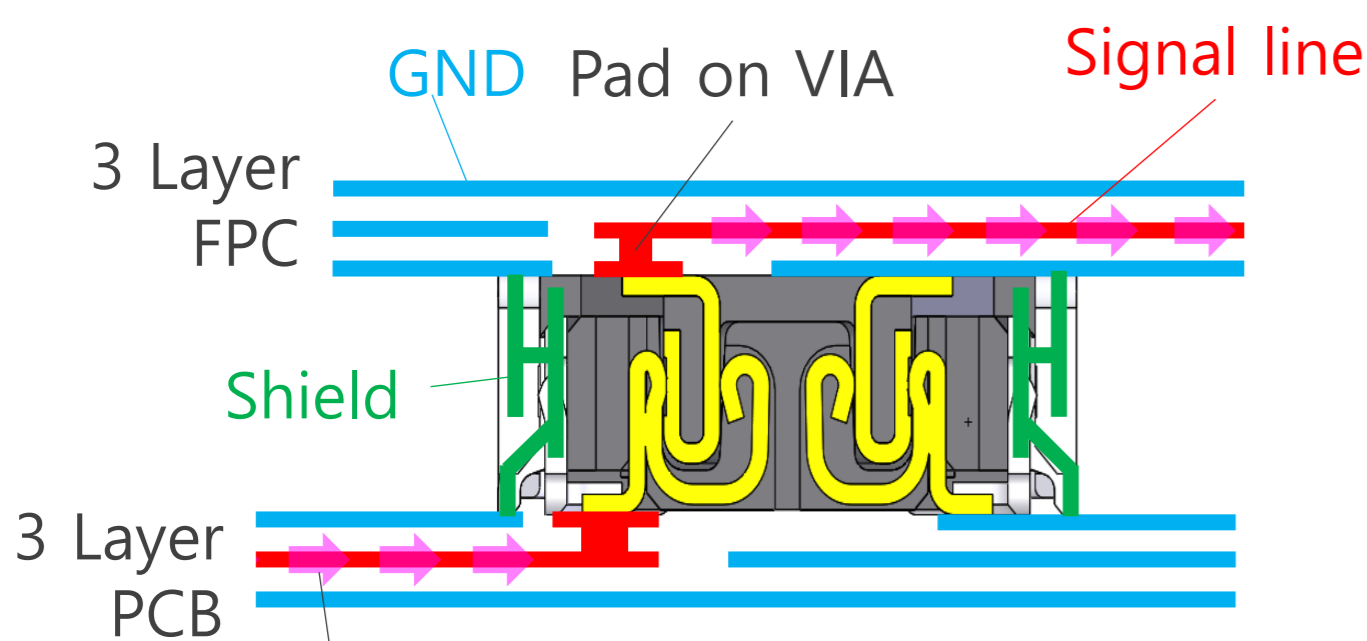 GND Pad on VIA
Signal line
3 Layer
FPC
Shield
3 Layer
PCB